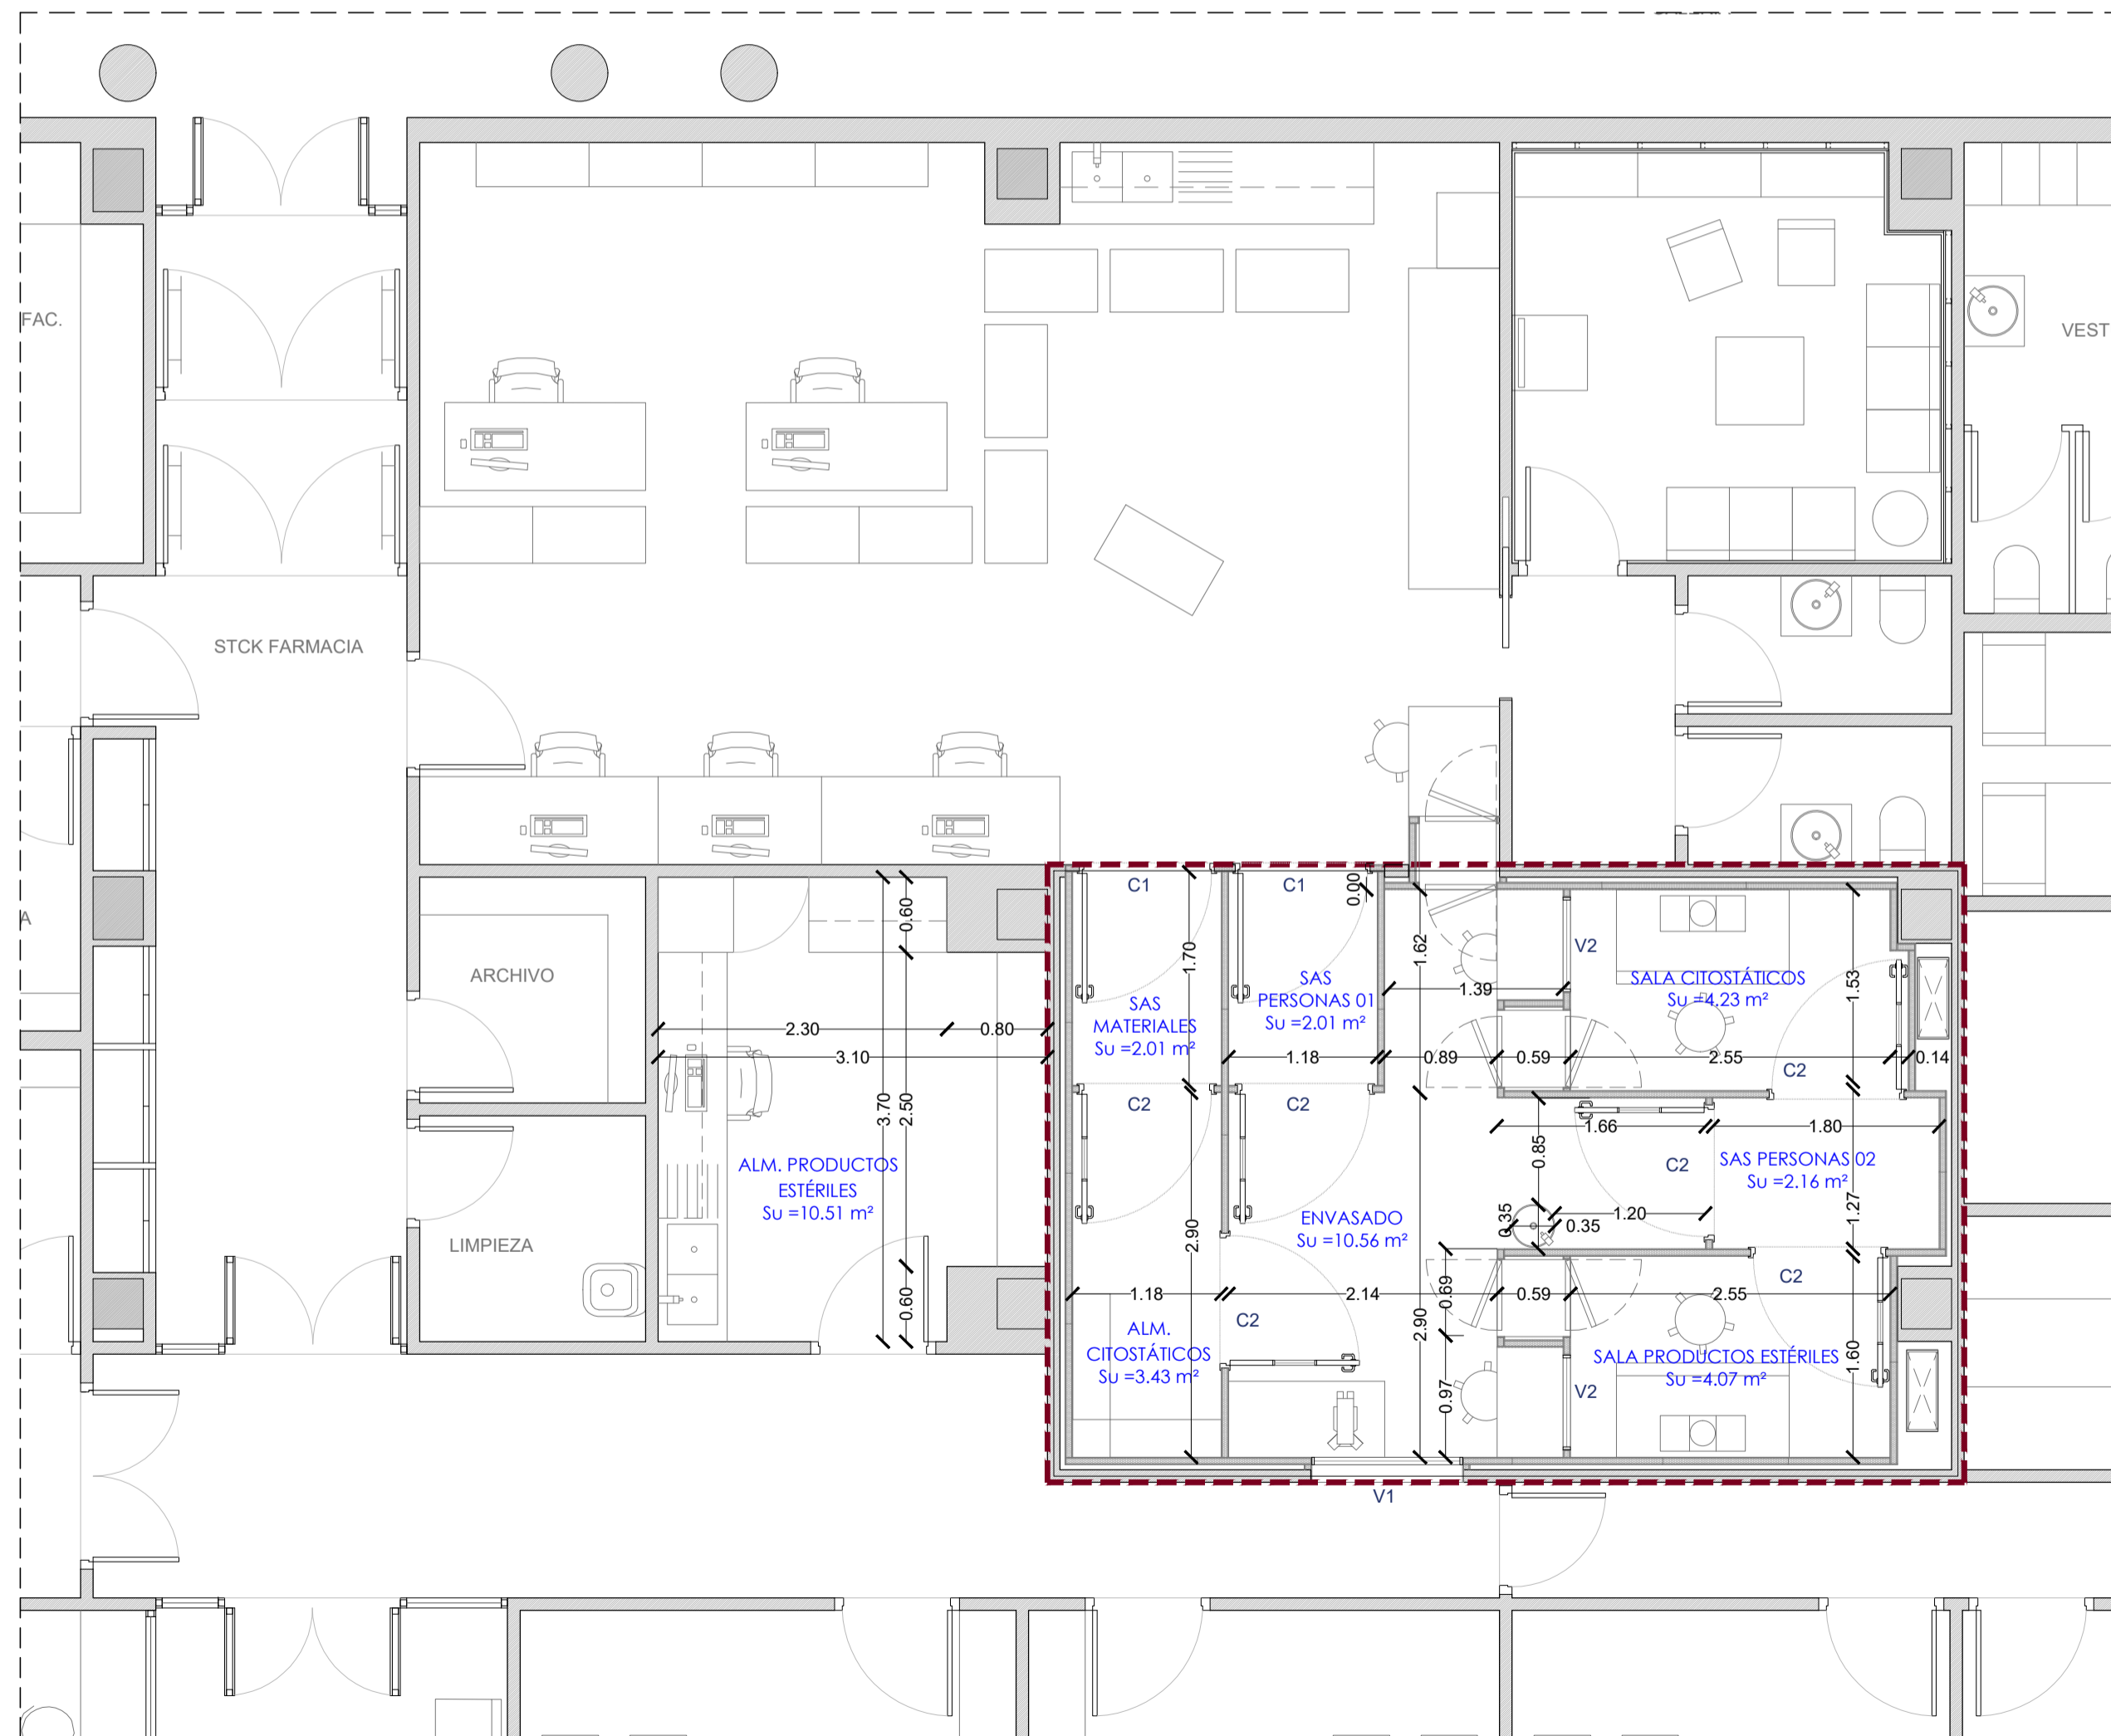 FAC.
VEST
STCK FARMACIA
A
ARCHIVO
LIMPIEZA
ALM. PRODUCTOS
ESTÉRILES
Su =10.51 m²
2.30
0.80
3.10
3.70
0.60
2.50
0.60
C1
C1
0.00
1.70
SAS
MATERIALES
Su =2.01 m²
SAS
PERSONAS 01
Su =2.01 m²
1.62
1.39
V2
SALA CITOSTÁTICOS
Su =4.23 m²
1.53
1.18
0.89
0.59
2.55
0.14
C2
C2
C2
1.66
1.80
0.85
C2
SAS PERSONAS 02
Su =2.16 m²
1.27
1.20
0.35
0.35
ENVASADO
Su =10.56 m²
2.90
1.18
2.14
0.59
2.55
C2
C2
0.69
2.90
0.97
ALM.
CITOSTÁTICOS
Su =3.43 m²
SALA PRODUCTOS ESTÉRILES
Su =4.07 m²
1.60
V2
V1